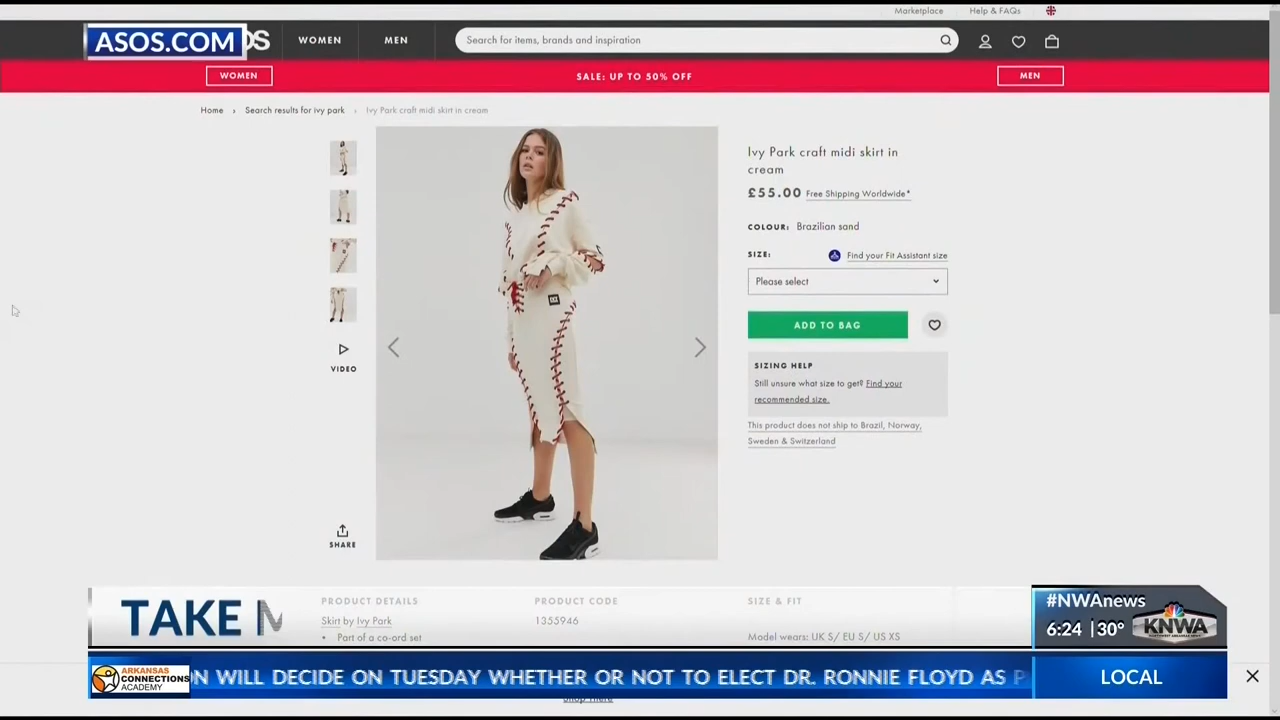 Marketplace
Help & FAQs
ASOS.COM
OS
WOMEN
MEN
Search for items, brands and inspiration
WOMEN
SALE: UP TO 50% OFF
MEN
Home › Search results for ivy park › Ivy Park craft midi skirt in cream
Ivy Park craft midi skirt in
cream
£55.00 Free Shipping Worldwide*
COLOUR: Brazilian sand
SIZE:
Find your Fit Assistant size
Please select
ADD TO BAG
VIDEO
SIZING HELP
Still unsure what size to get? Find your
recommended size.
This product does not ship to Brazil, Norway,
Sweden & Switzerland
SHARE
TAKE M
PRODUCT DETAILS
Skirt by Ivy Park
• Part of a co-ord set
PRODUCT CODE
1355946
SIZE & FIT
Model wears: UK S/ EU S/ US XS
#NWAnews
6:24 | 30°
KNWA
NORTHWEST ARKANSAS NEWS
ARKANSAS
CONNECTIONS
ACADEMY
N WILL DECIDE ON TUESDAY WHETHER OR NOT TO ELECT DR. RONNIE FLOYD AS P
LOCAL